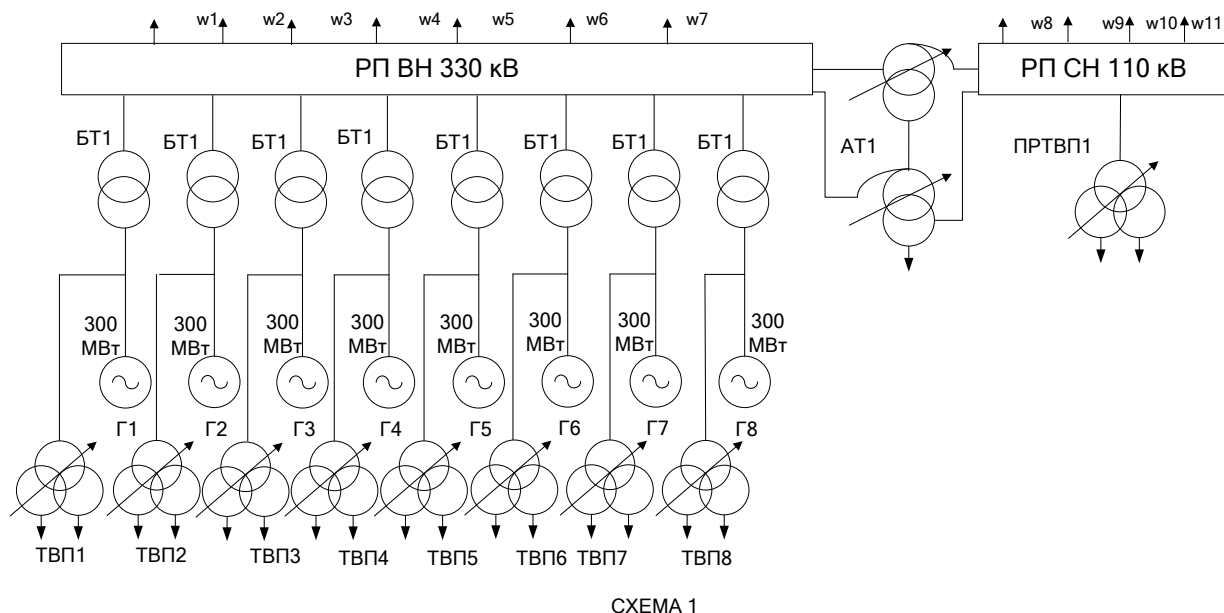 w1 w2 w3 w4 w5 w6 w7 w8 w9 w10 w11
РП ВН 330 кВ
РП СН 110 кВ
БТ1 БТ1 БТ1 БТ1 БТ1 БТ1 БТ1 БТ1
АТ1
ПРТВП1
300 300 300 300 300 300 300 300
МВт МВт МВт МВт МВт МВт МВт МВт
Г1 Г2 Г3 Г4 Г5 Г6 Г7 Г8
ТВП1 ТВП2 ТВП3 ТВП4 ТВП5 ТВП6 ТВП7 ТВП8
СХЕМА 1